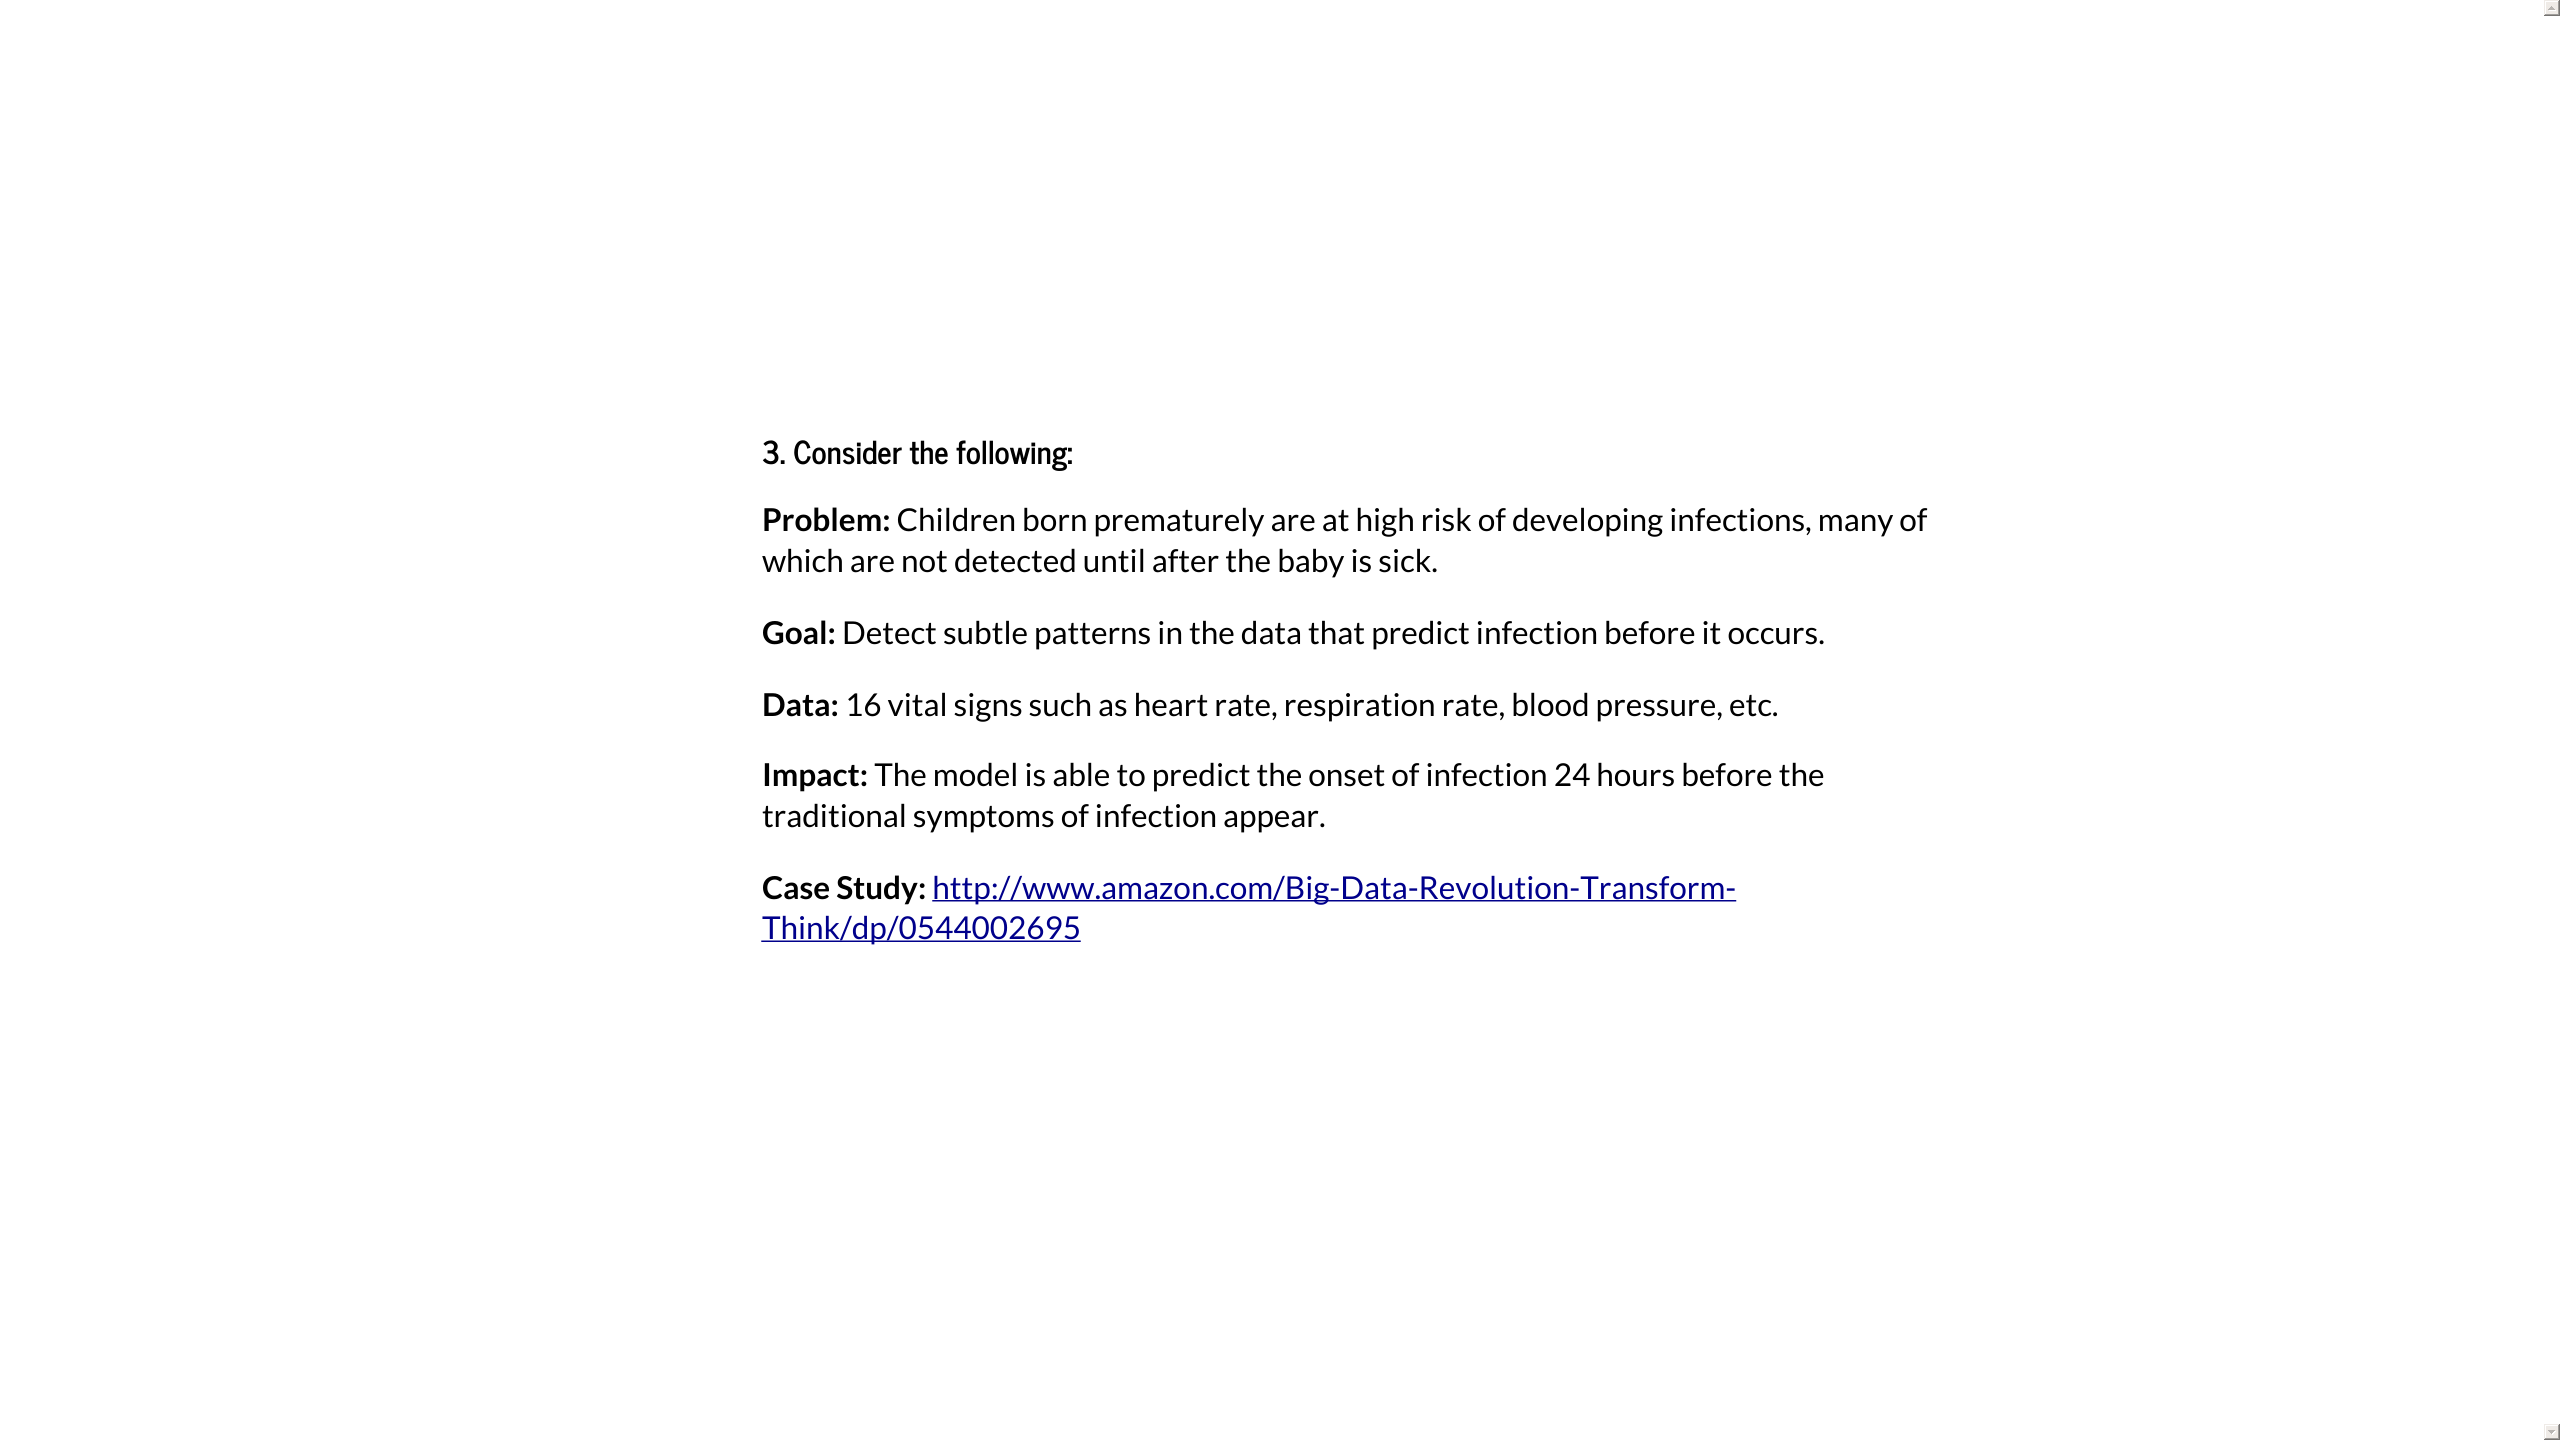 3. Consider the following:
Problem: Children born prematurely are at high risk of developing infections, many of
which are not detected until after the baby is sick.
Goal: Detect subtle patterns in the data that predict infection before it occurs.
Data: 16 vital signs such as heart rate, respiration rate, blood pressure, etc.
Impact: The model is able to predict the onset of infection 24 hours before the
traditional symptoms of infection appear.
Case Study: http://www.amazon.com/Big-Data-Revolution-Transform-
Think/dp/0544002695